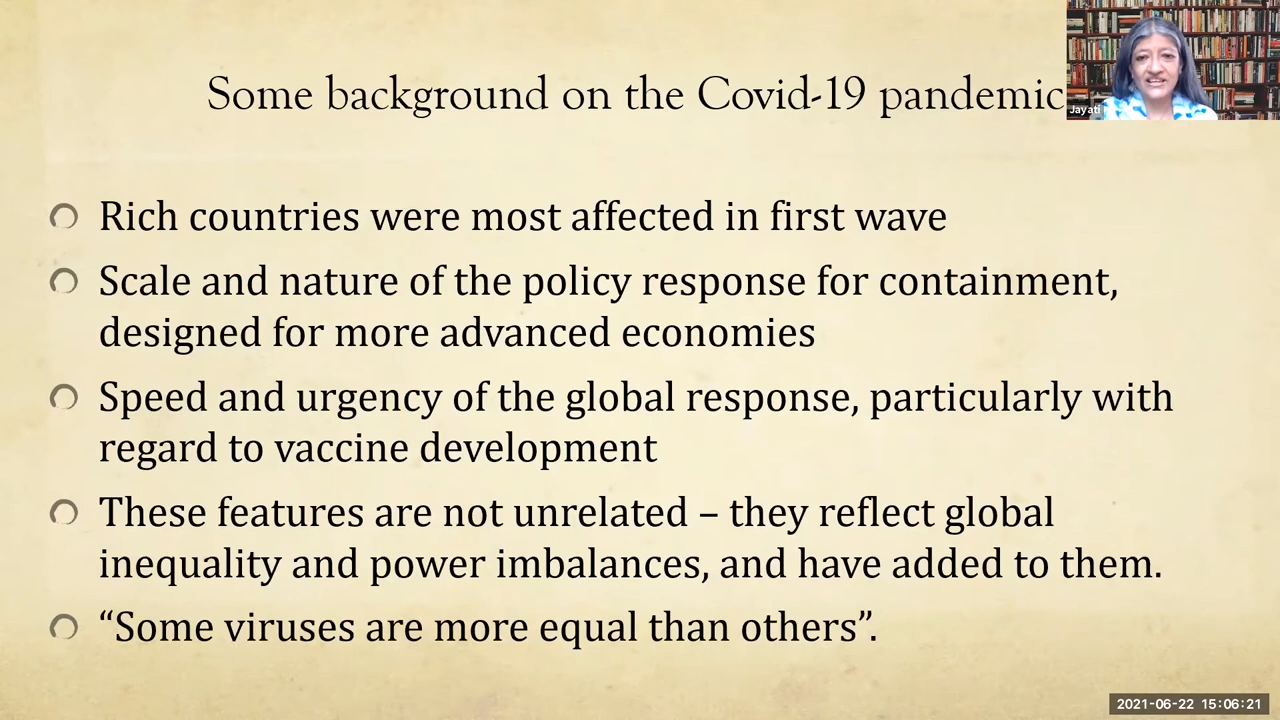 Some background on the Covid-19 pandemic
Jayati
Rich countries were most affected in first wave
Scale and nature of the policy response for containment,
designed for more advanced economies
Speed and urgency of the global response, particularly with
regard to vaccine development
These features are not unrelated – they reflect global
inequality and power imbalances, and have added to them.
“Some viruses are more equal than others”.
2021-06-22 15:06:21